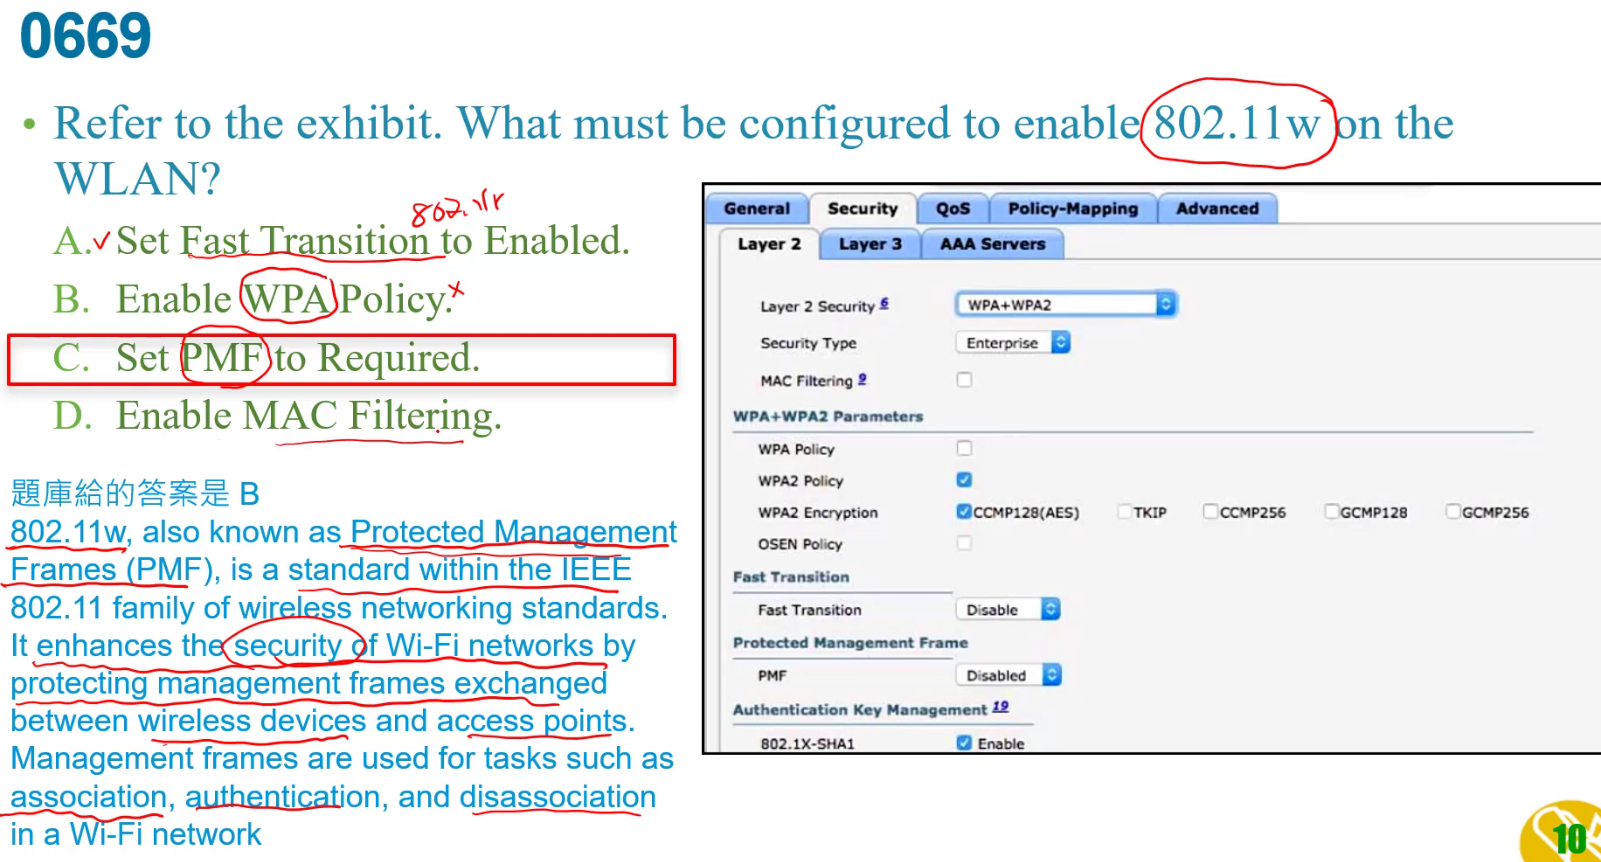 0669
• Refer to the exhibit. What must be configured to enable 802.11w on the
WLAN?
802.11r
A. ✓ Set Fast Transition to Enabled.
B. Enable WPA Policy. ×
C. Set PMF to Required.
D. Enable MAC Filtering.
題庫給的答案是 B
802.11w, also known as Protected Management
Frames (PMF), is a standard within the IEEE
802.11 family of wireless networking standards.
It enhances the security of Wi-Fi networks by
protecting management frames exchanged
between wireless devices and access points.
Management frames are used for tasks such as
association, authentication, and disassociation
in a Wi-Fi network
General Security QoS Policy-Mapping Advanced
Layer 2 Layer 3 AAA Servers
Layer 2 Security 6 WPA+WPA2
Security Type Enterprise
MAC Filtering 9
WPA+WPA2 Parameters
WPA Policy
WPA2 Policy
WPA2 Encryption CCMP128(AES) TKIP CCMP256 GCMP128 GCMP256
OSEN Policy
Fast Transition
Fast Transition Disable
Protected Management Frame
PMF Disabled
Authentication Key Management 19
802.1X-SHA1 Enable
10